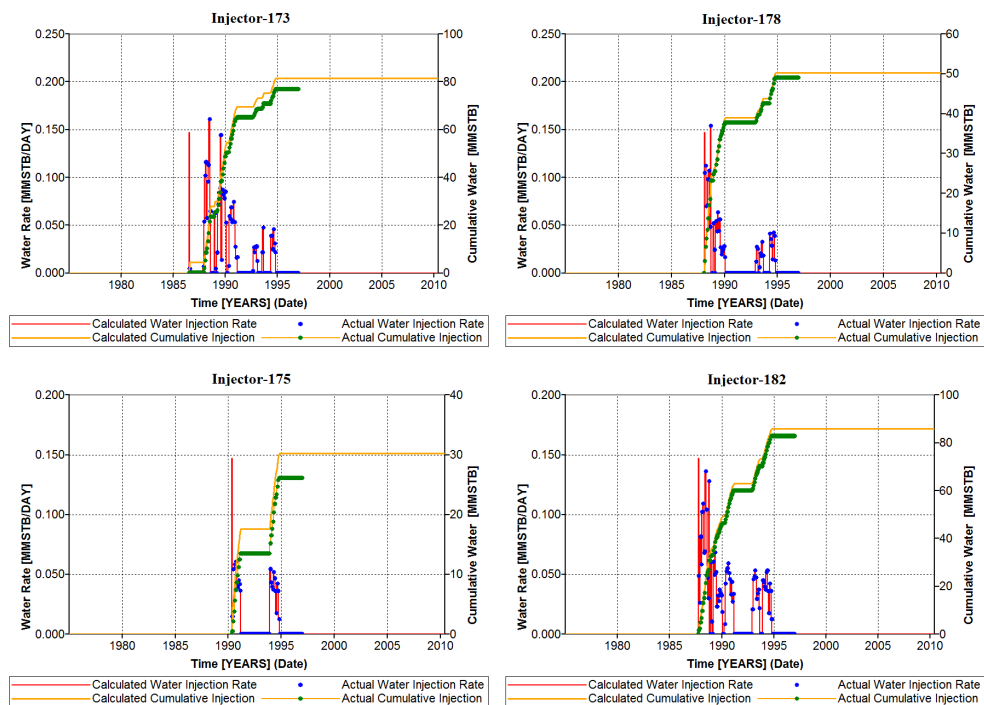 Injector-173
Water Rate [MMSTB/DAY]
0.250
0.200
0.150
0.100
0.050
0.000
100
80
60
40
20
0
Cumulative Water [MMSTB]
1980 1985 1990 1995 2000 2005 2010
Time [YEARS] (Date)
Calculated Water Injection Rate Actual Water Injection Rate
Calculated Cumulative Injection Actual Cumulative Injection
Injector-178
Water Rate [MMSTB/DAY]
0.250
0.200
0.150
0.100
0.050
0.000
60
50
40
30
20
10
0
Cumulative Water [MMSTB]
1980 1985 1990 1995 2000 2005 2010
Time [YEARS] (Date)
Calculated Water Injection Rate Actual Water Injection Rate
Calculated Cumulative Injection Actual Cumulative Injection
Injector-175
Water Rate [MMSTB/DAY]
0.200
0.150
0.100
0.050
0.000
40
30
20
10
0
Cumulative Water [MMSTB]
1980 1985 1990 1995 2000 2005 2010
Time [YEARS] (Date)
Calculated Water Injection Rate Actual Water Injection Rate
Calculated Cumulative Injection Actual Cumulative Injection
Injector-182
Water Rate [MMSTB/DAY]
0.200
0.150
0.100
0.050
0.000
100
80
60
40
20
0
Cumulative Water [MMSTB]
1980 1985 1990 1995 2000 2005 2010
Time [YEARS] (Date)
Calculated Water Injection Rate Actual Water Injection Rate
Calculated Cumulative Injection Actual Cumulative Injection